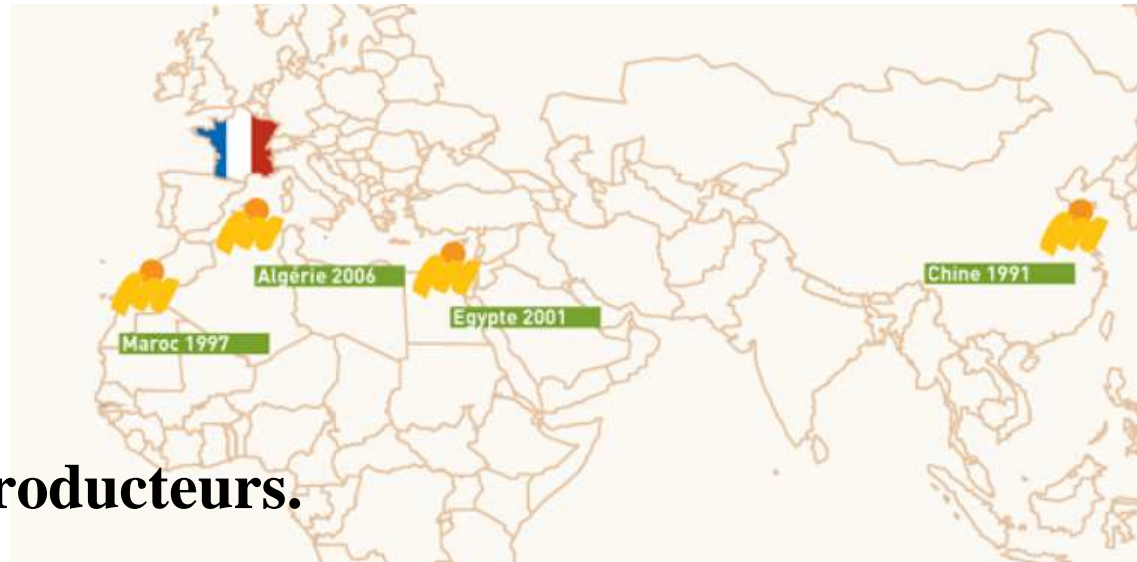 Algérie 2006
Chine 1991
Egypte 2001
Maroc 1997
roducteurs.